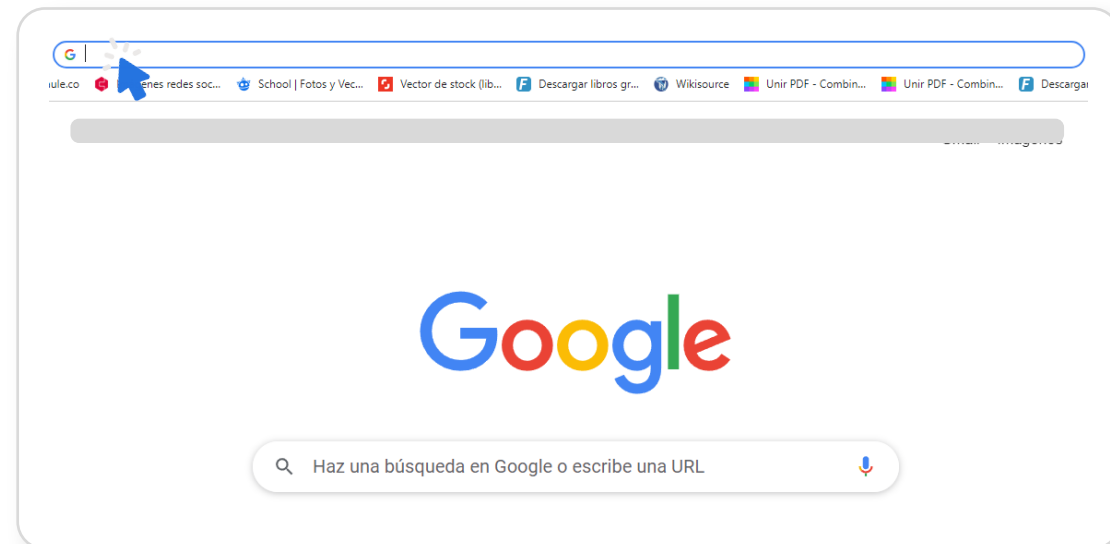 ule.co enes redes soc... School | Fotos y Vec... Vector de stock (lib... Descargar libros gr... Wikisource Unir PDF - Combin... Unir PDF - Combin... Descargar
Google
Haz una búsqueda en Google o escribe una URL